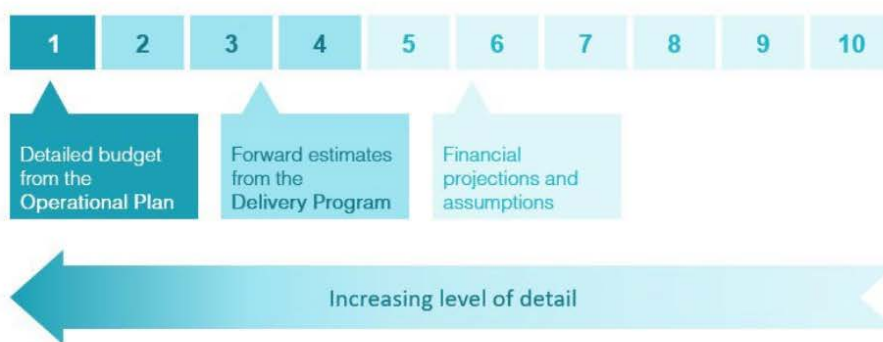 1 2 3 4 5 6 7 8 9 10
Detailed budget
from the
Operational Plan
Forward estimates
from the
Delivery Program
Financial
projections and
assumptions
Increasing level of detail